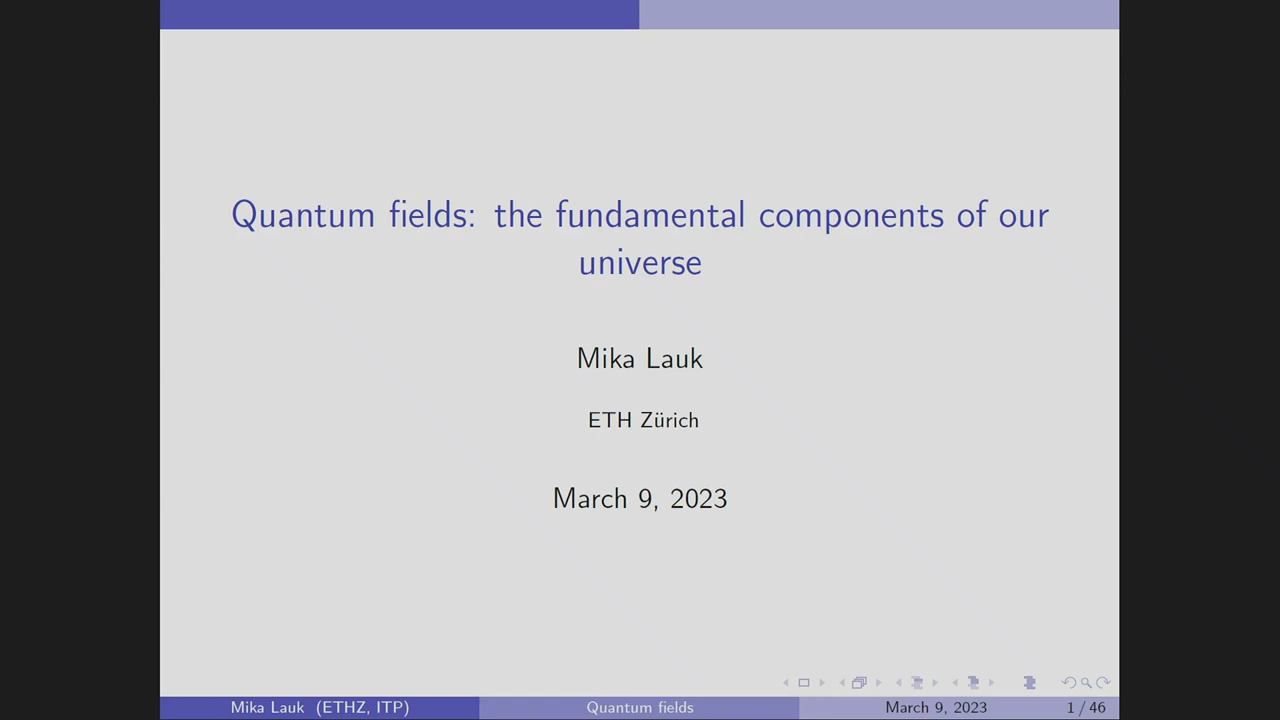 Quantum fields: the fundamental components of our
universe
Mika Lauk
ETH Zürich
March 9, 2023
Mika Lauk (ETHZ, ITP)
Quantum fields
March 9, 2023
1 / 46